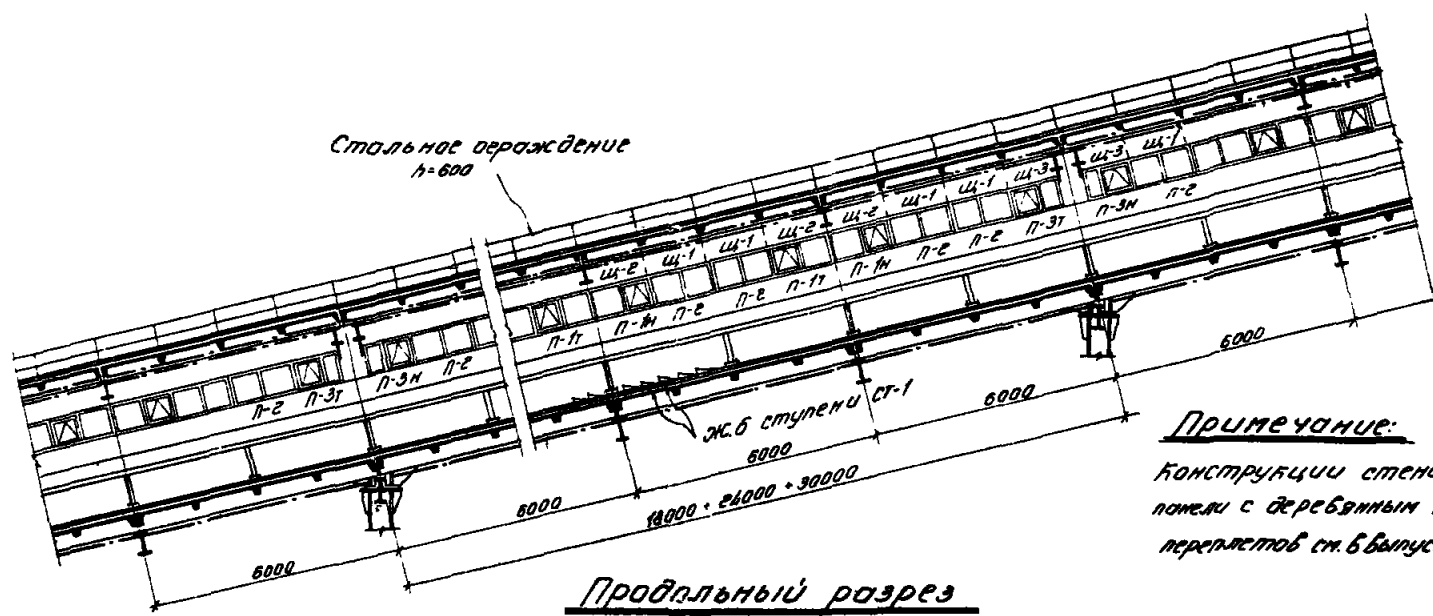 Стальное ограждение
h=600
щ-3 щ-1
щ-2 щ-1 щ-1 щ-3
щ-2 щ-1 щ-1 щ-2
П-2 П-3т П-3н П-2
П-1т П-1н П-2 П-2 П-1т П-1н П-2 П-2 П-3т П-3н П-2
Ж.б ступени ст-1
6000 6000 6000 6000 6000
18000 ÷ 24000 ÷ 30000
Продольный разрез
Примечание:
Конструкции стен
панели с деревянным
переплетов см. в выпус